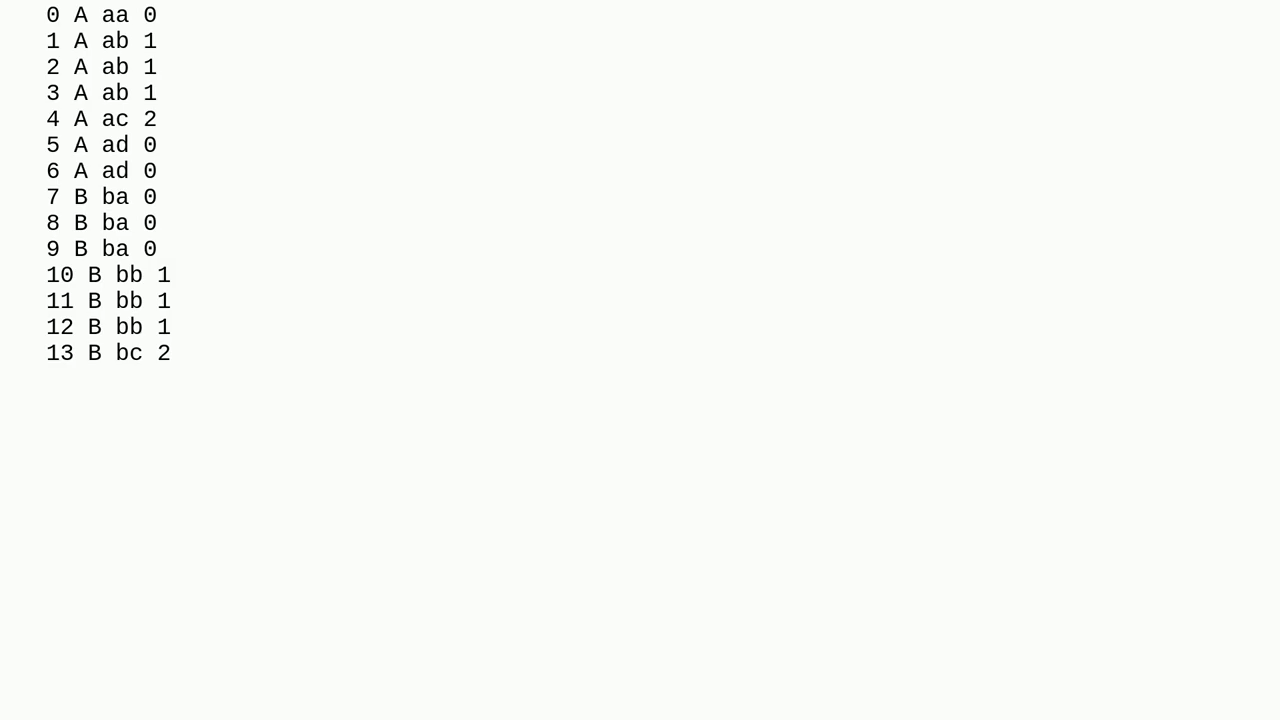 0 A aa 0
1 A ab 1
2 A ab 1
3 A ab 1
4 A ac 2
5 A ad 0
6 A ad 0
7 B ba 0
8 B ba 0
9 B ba 0
10 B bb 1
11 B bb 1
12 B bb 1
13 B bc 2